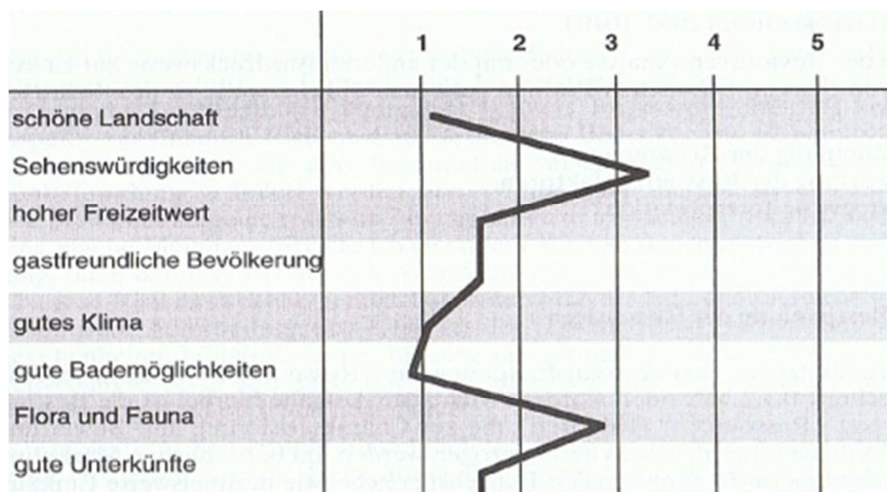 1 2 3 4 5
schöne Landschaft
Sehenswürdigkeiten
hoher Freizeitwert
gastfreundliche Bevölkerung
gutes Klima
gute Bademöglichkeiten
Flora und Fauna
gute Unterkünfte